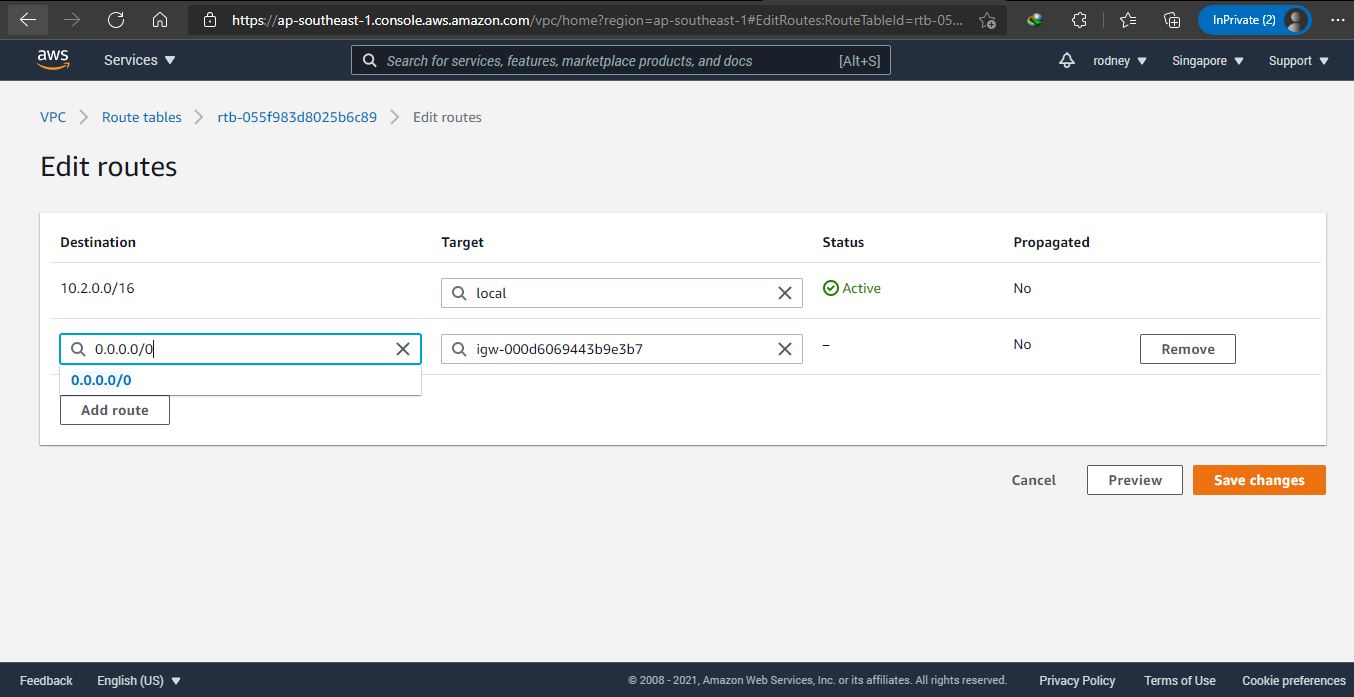 https://ap-southeast-1.console.aws.amazon.com/vpc/home?region=ap-southeast-1#EditRoutes:RouteTableId=rtb-05... InPrivate (2)
aws Services Search for services, features, marketplace products, and docs [Alt+S] rodney Singapore Support
VPC Route tables rtb-055f983d8025b6c89 Edit routes
Edit routes
Destination Target Status Propagated
10.2.0.0/16 local Active No
0.0.0.0/0 igw-000d6069443b9e3b7 – No Remove
0.0.0.0/0
Add route
Cancel Preview Save changes
Feedback English (US) © 2008 - 2021, Amazon Web Services, Inc. or its affiliates. All rights reserved. Privacy Policy Terms of Use Cookie preferences